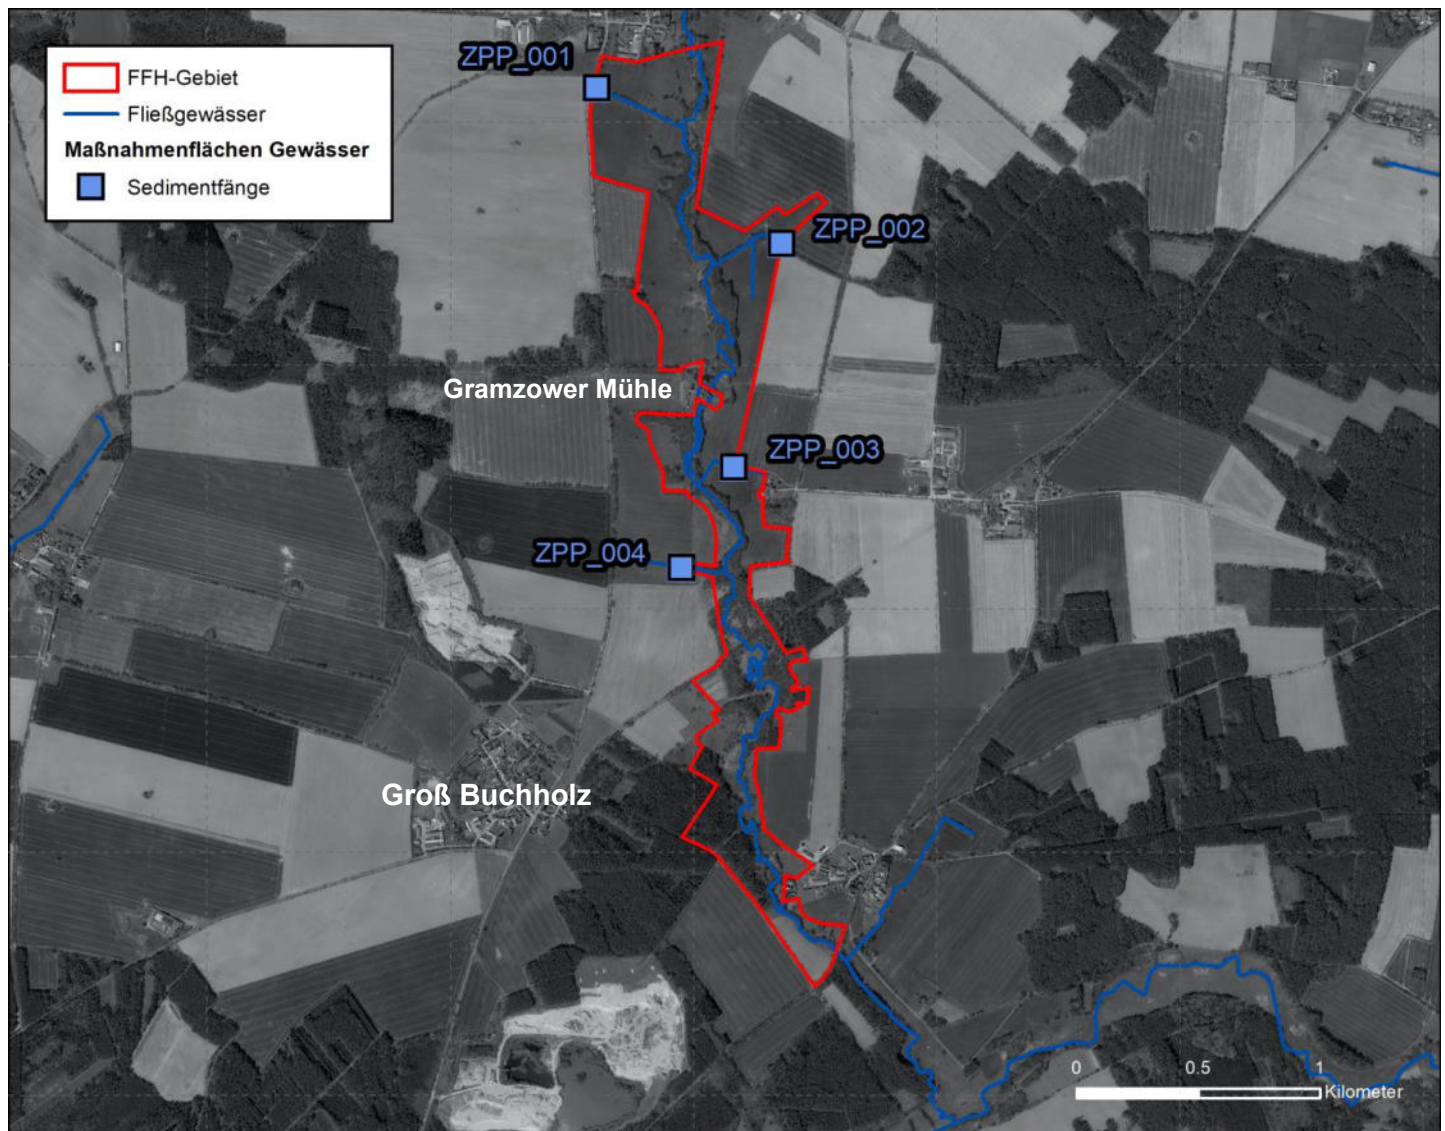 ZPP_001
FFH-Gebiet
Fließgewässer
Maßnahmenflächen Gewässer
Sedimentfänge
ZPP_002
Gramzower Mühle
ZPP_003
ZPP_004
Groß Buchholz
0 0.5 1
Kilometer